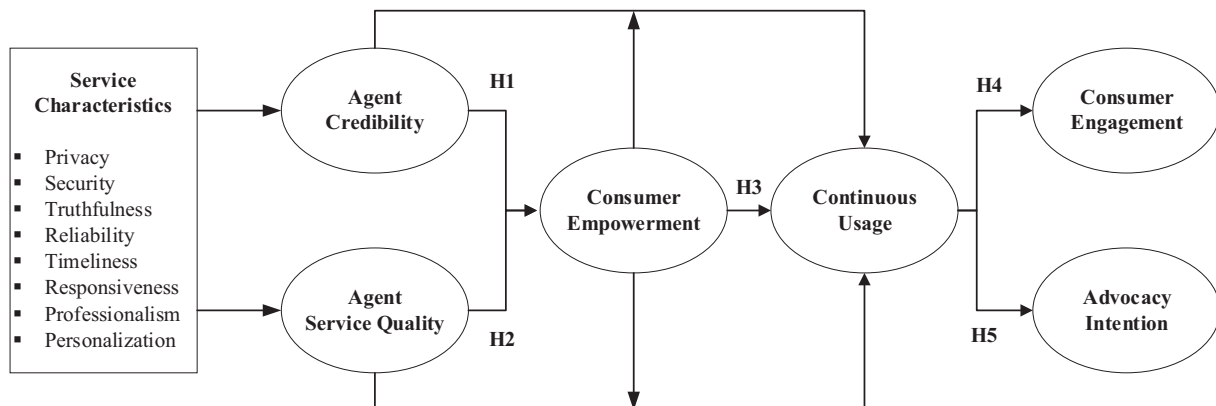 Service
Characteristics
▪ Privacy
▪ Security
▪ Truthfulness
▪ Reliability
▪ Timeliness
▪ Responsiveness
▪ Professionalism
▪ Personalization
Agent
Credibility
H1
Agent
Service Quality
H2
Consumer
Empowerment
H3
Continuous
Usage
H4
Consumer
Engagement
H5
Advocacy
Intention